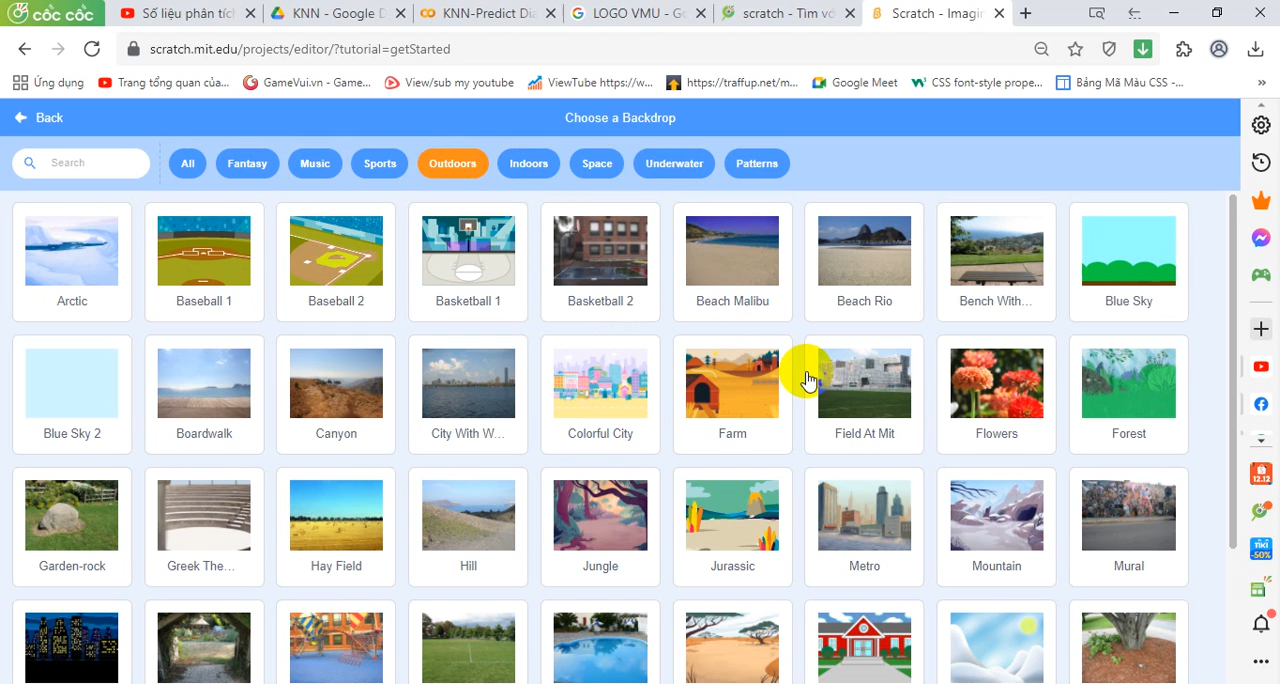 cốc cốc
Số liệu phân tích
KNN - Google D
KNN-Predict Dia
LOGO VMU - Go
scratch - Tìm vớ
Scratch - Imagin
scratch.mit.edu/projects/editor/?tutorial=getStarted
Ứng dụng
Trang tổng quan của...
GameVui.vn - Game...
View/sub my youtube
ViewTube https://w...
https://traffup.net/m...
Google Meet
CSS font-style prope...
Bảng Mã Màu CSS -...
Back
Choose a Backdrop
Search
All
Fantasy
Music
Sports
Outdoors
Indoors
Space
Underwater
Patterns
Arctic
Baseball 1
Baseball 2
Basketball 1
Basketball 2
Beach Malibu
Beach Rio
Bench With...
Blue Sky
Blue Sky 2
Boardwalk
Canyon
City With W...
Colorful City
Farm
Field At Mit
Flowers
Forest
Garden-rock
Greek The...
Hay Field
Hill
Jungle
Jurassic
Metro
Mountain
Mural
12.12
TIKI
-50%